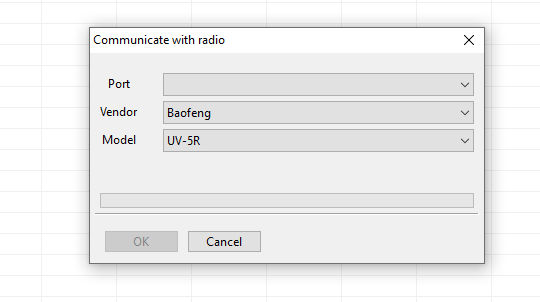 Communicate with radio
Port
Vendor Baofeng
Model UV-5R
OK Cancel